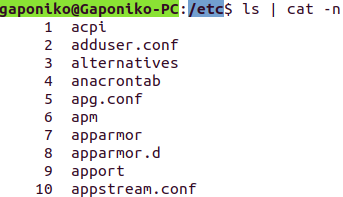 gaponiko@Gaponiko-PC:/etc$ ls | cat -n
1 acpi
2 adduser.conf
3 alternatives
4 anacrontab
5 apg.conf
6 apm
7 apparmor
8 apparmor.d
9 apport
10 appstream.conf